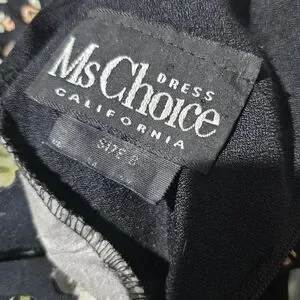 DRESS
Ms Choice
CALIFORNIA
SIZE 8